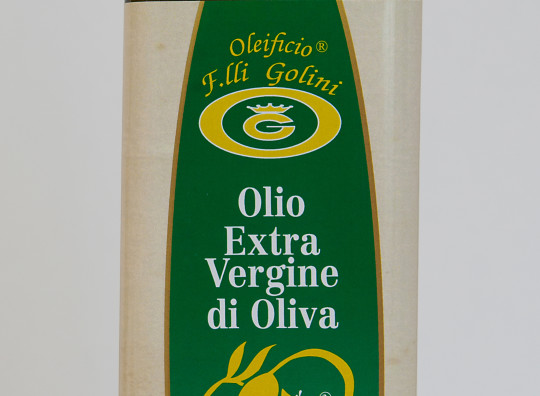 Oleificio®
F.lli Golini
G
Olio
Extra
Vergine
di Oliva